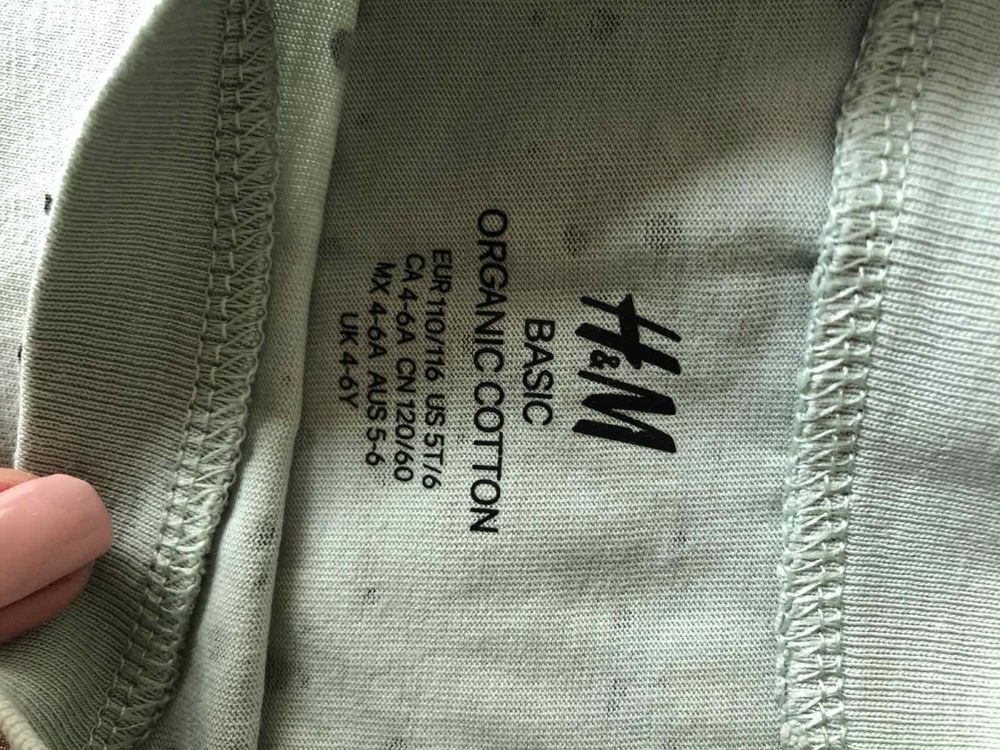 H&M
BASIC
ORGANIC COTTON
EUR 110/116 US 5T/6
CA 4-6A CN 120/60
MX 4-6A AUS 5-6
UK 4-6Y